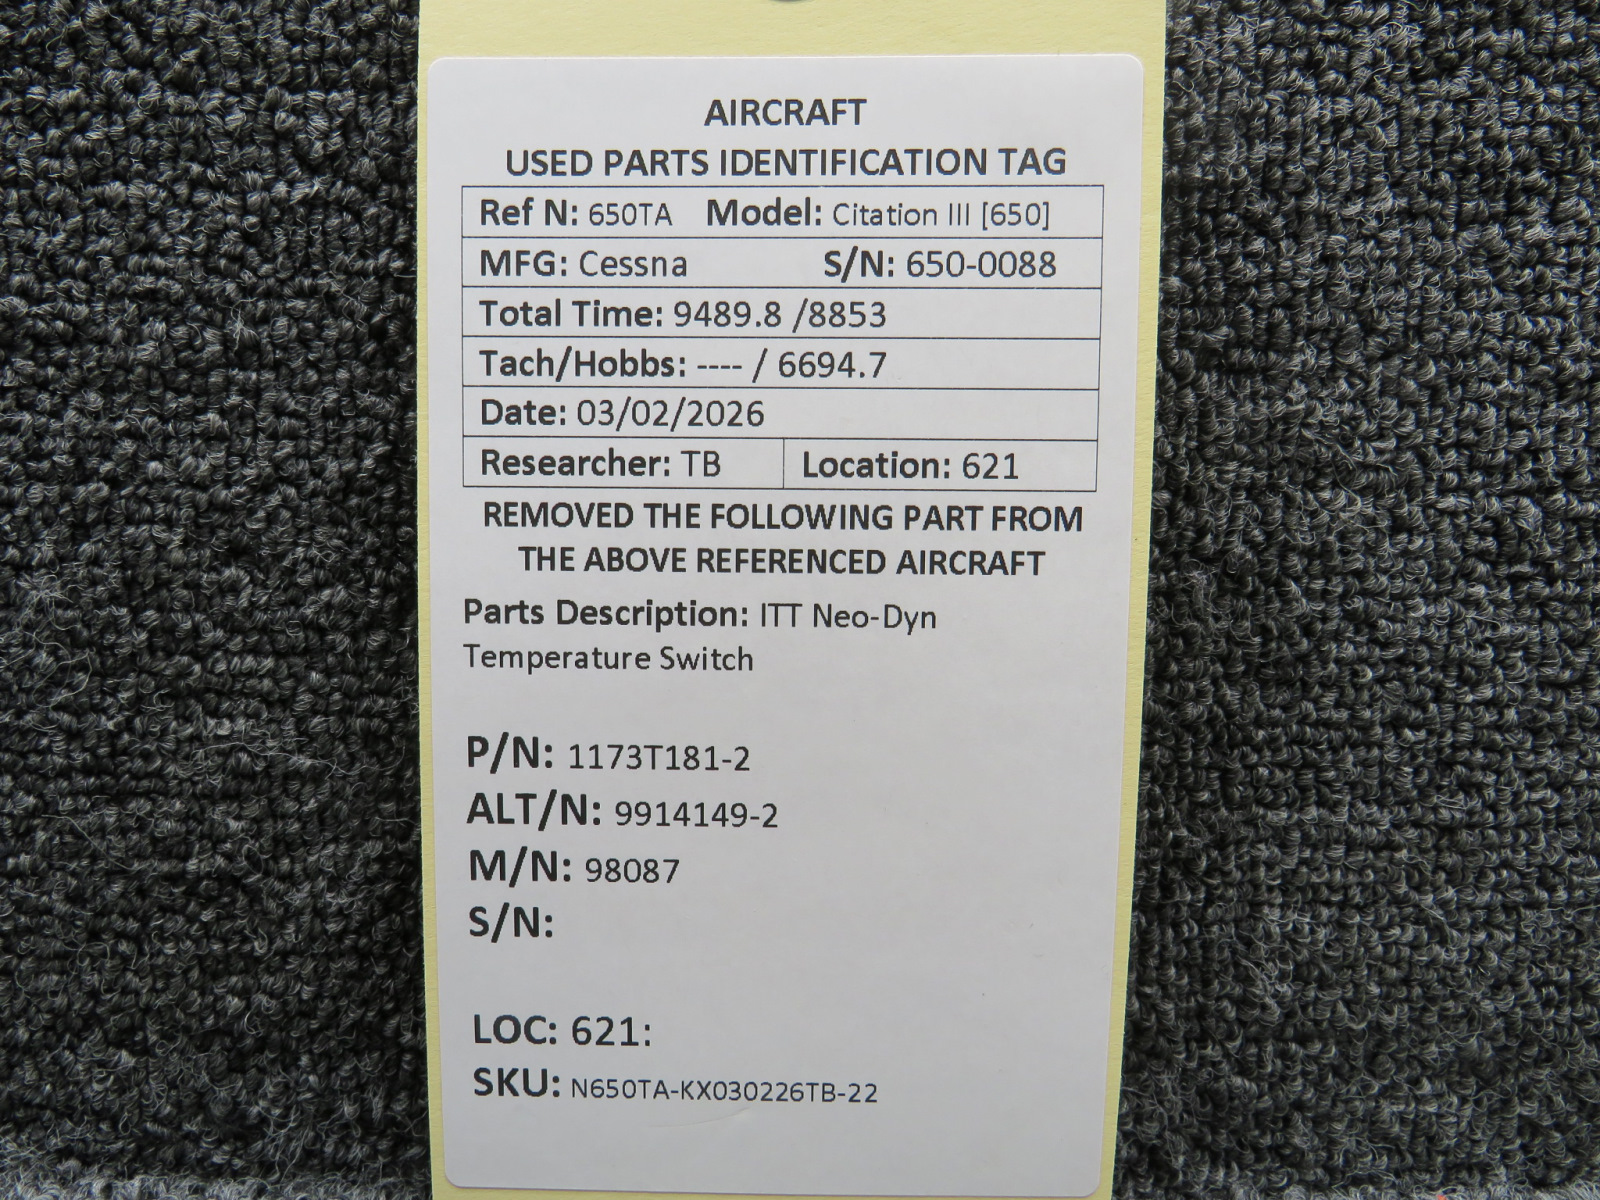 AIRCRAFT
USED PARTS IDENTIFICATION TAG
Ref N: 650TA Model: Citation III [650]
MFG: Cessna S/N: 650-0088
Total Time: 9489.8 /8853
Tach/Hobbs: ---- / 6694.7
Date: 03/02/2026
Researcher: TB Location: 621
REMOVED THE FOLLOWING PART FROM
THE ABOVE REFERENCED AIRCRAFT
Parts Description: ITT Neo-Dyn
Temperature Switch
P/N: 1173T181-2
ALT/N: 9914149-2
M/N: 98087
S/N:
LOC: 621:
SKU: N650TA-KX030226TB-22